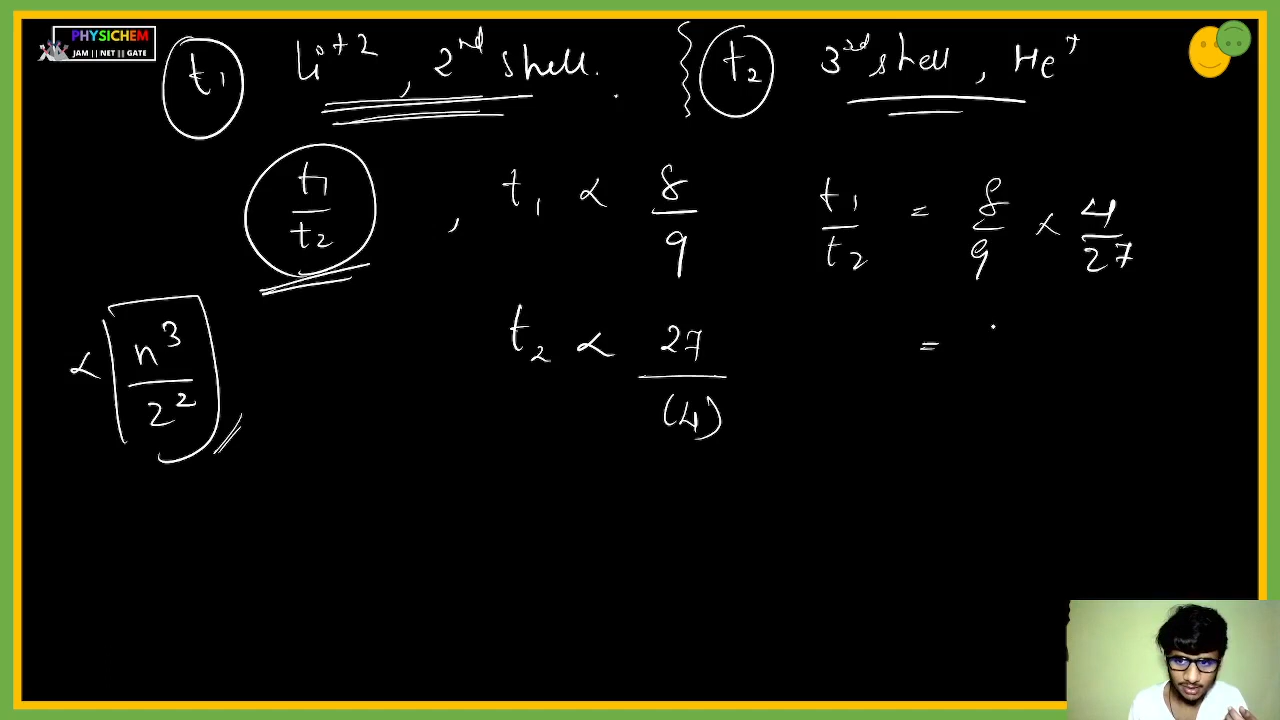 PHYSICHEM
JAM || NET || GATE
t₁ Li⁺², 2ⁿᵈ shell. } t₂ 3ʳᵈ shell, He⁺
t₁/t₂ , t₁ ∝ 8/9 t₁/t₂ = 8/9 × 4/27
∝ n³/Z² t₂ ∝ 27/(4) =